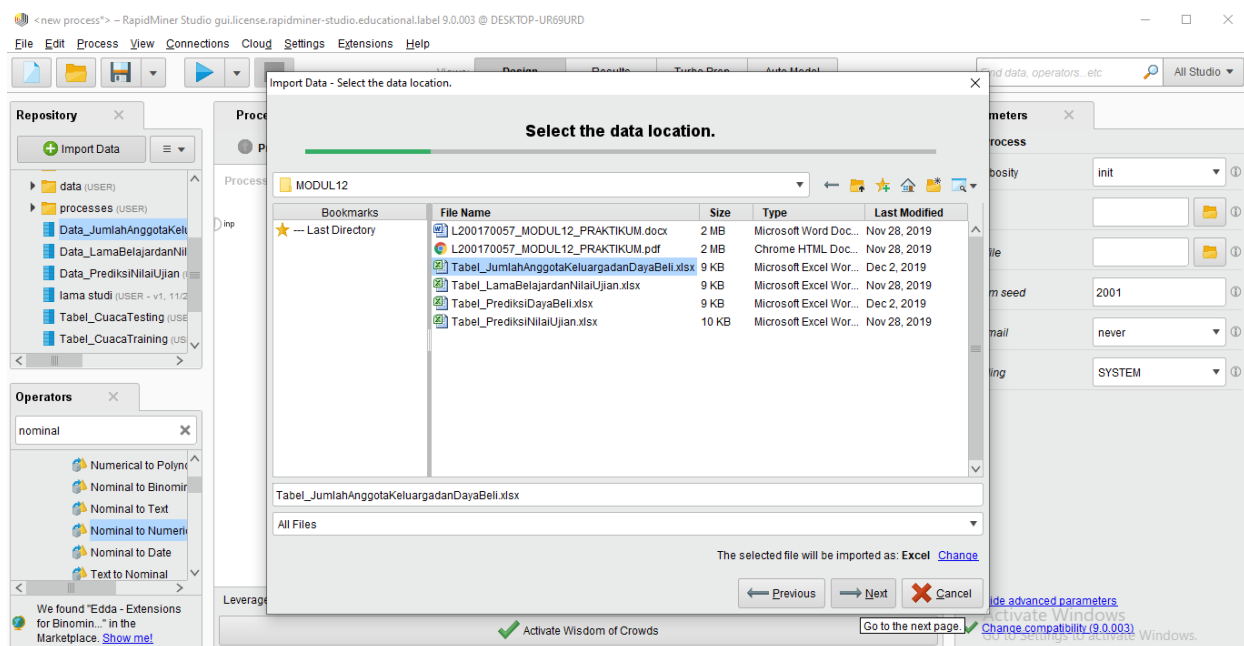 <new process*> – RapidMiner Studio gui.license.rapidminer-studio.educational.label 9.0.003 @ DESKTOP-UR69URD
File Edit Process View Connections Cloud Settings Extensions Help
Find data, operators...etc
All Studio
Import Data - Select the data location.
Repository
Import Data
data (USER)
processes (USER)
Data_JumlahAnggotaKelu
Data_LamaBelajardanNil
Data_PrediksiNilaiUjian
lama studi (USER - v1, 11/2
Tabel_CuacaTesting (USE
Tabel_CuacaTraining (US
Operators
nominal
Numerical to Polyno
Nominal to Binomin
Nominal to Text
Nominal to Numeri
Nominal to Date
Text to Nominal
We found "Edda - Extensions
for Binomin..." in the
Marketplace. Show me!
Proce
P
Process
inp
Leverage
Select the data location.
MODUL12
Bookmarks
--- Last Directory
File Name Size Type Last Modified
L200170057_MODUL12_PRAKTIKUM.docx 2 MB Microsoft Word Doc... Nov 28, 2019
L200170057_MODUL12_PRAKTIKUM.pdf 2 MB Chrome HTML Doc... Nov 28, 2019
Tabel_JumlahAnggotaKeluargadanDayaBeli.xlsx 9 KB Microsoft Excel Wor... Dec 2, 2019
Tabel_LamaBelajardanNilaiUjian.xlsx 9 KB Microsoft Excel Wor... Nov 28, 2019
Tabel_PrediksiDayaBeli.xlsx 9 KB Microsoft Excel Wor... Dec 2, 2019
Tabel_PrediksiNilaiUjian.xlsx 10 KB Microsoft Excel Wor... Nov 28, 2019
Tabel_JumlahAnggotaKeluargadanDayaBeli.xlsx
All Files
The selected file will be imported as: Excel Change
Previous Next Cancel
Go to the next page.
Activate Wisdom of Crowds
meters
rocess
bosity init
ile
m seed 2001
mail never
ling SYSTEM
ide advanced parameters
Activate Windows
Change compatibility (9.0.003)
Go to Settings to activate Windows.